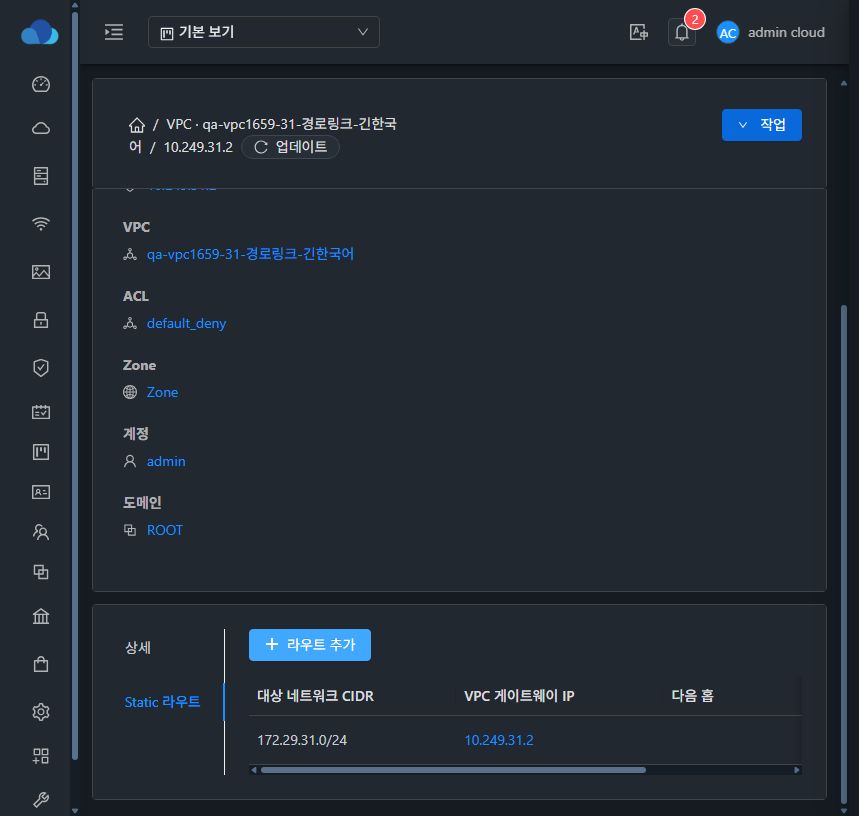 기본 보기
2
AC admin cloud
/ VPC · qa-vpc1659-31-경로링크-긴한국
어 / 10.249.31.2 업데이트
작업
VPC
qa-vpc1659-31-경로링크-긴한국어
ACL
default_deny
Zone
Zone
계정
admin
도메인
ROOT
상세
Static 라우트
라우트 추가
대상 네트워크 CIDR VPC 게이트웨이 IP 다음 홉
172.29.31.0/24 10.249.31.2